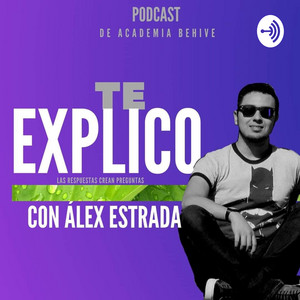 PODCAST
DE ACADEMIA BEHIVE
TE
EXPLICO
LAS RESPUESTAS CREAN PREGUNTAS
CON ÁLEX ESTRADA